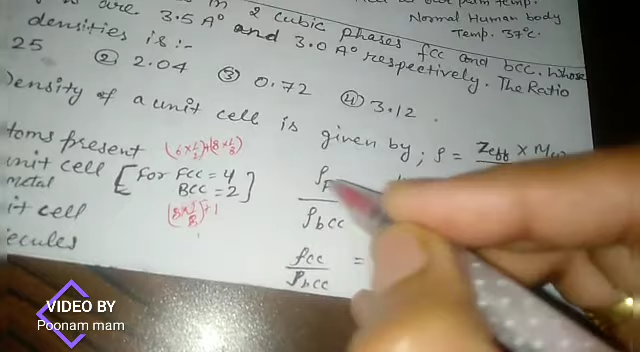 are 3.5 A° in 2 cubic phases fcc and bcc. Whose
densities is :- and 3.0 A° respectively. The Ratio
25 ② 2.04 ③ 0.72 ④ 3.12.
Normal Human body
Temp. 37°C.
Density of a unit cell is given by; ρ = Zeff × Mw
toms present (6×1/2)+(8×1/8)
unit cell [for FCC = 4
metal BCC = 2]
it cell (8×1/8)+1
ecules
ρF
ρbcc
fcc =
ρbcc
VIDEO BY
Poonam mam